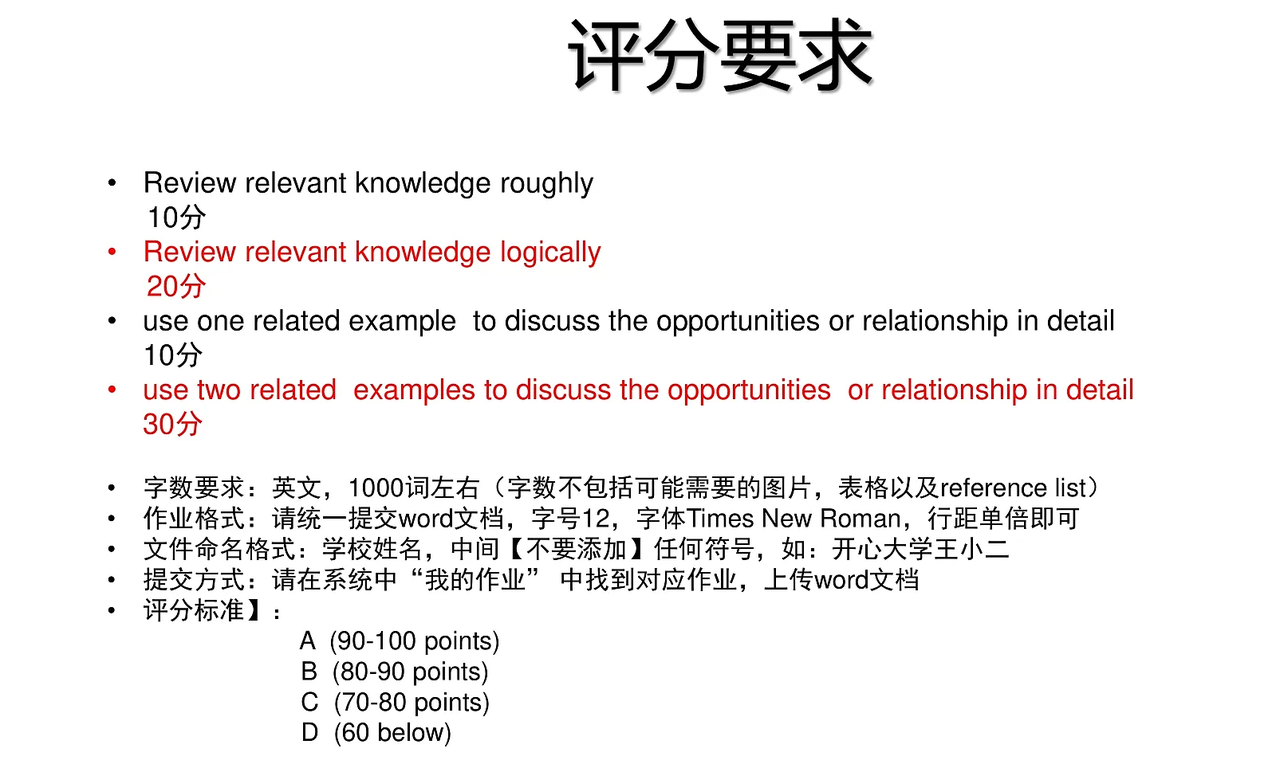 评分要求
• Review relevant knowledge roughly
10分
• Review relevant knowledge logically
20分
• use one related example to discuss the opportunities or relationship in detail
10分
• use two related examples to discuss the opportunities or relationship in detail
30分
• 字数要求：英文，1000词左右（字数不包括可能需要的图片，表格以及reference list）
• 作业格式：请统一提交word文档，字号12，字体Times New Roman，行距单倍即可
• 文件命名格式：学校姓名，中间【不要添加】任何符号，如：开心大学王小二
• 提交方式：请在系统中“我的作业” 中找到对应作业，上传word文档
• 评分标准】：
A (90-100 points)
B (80-90 points)
C (70-80 points)
D (60 below)